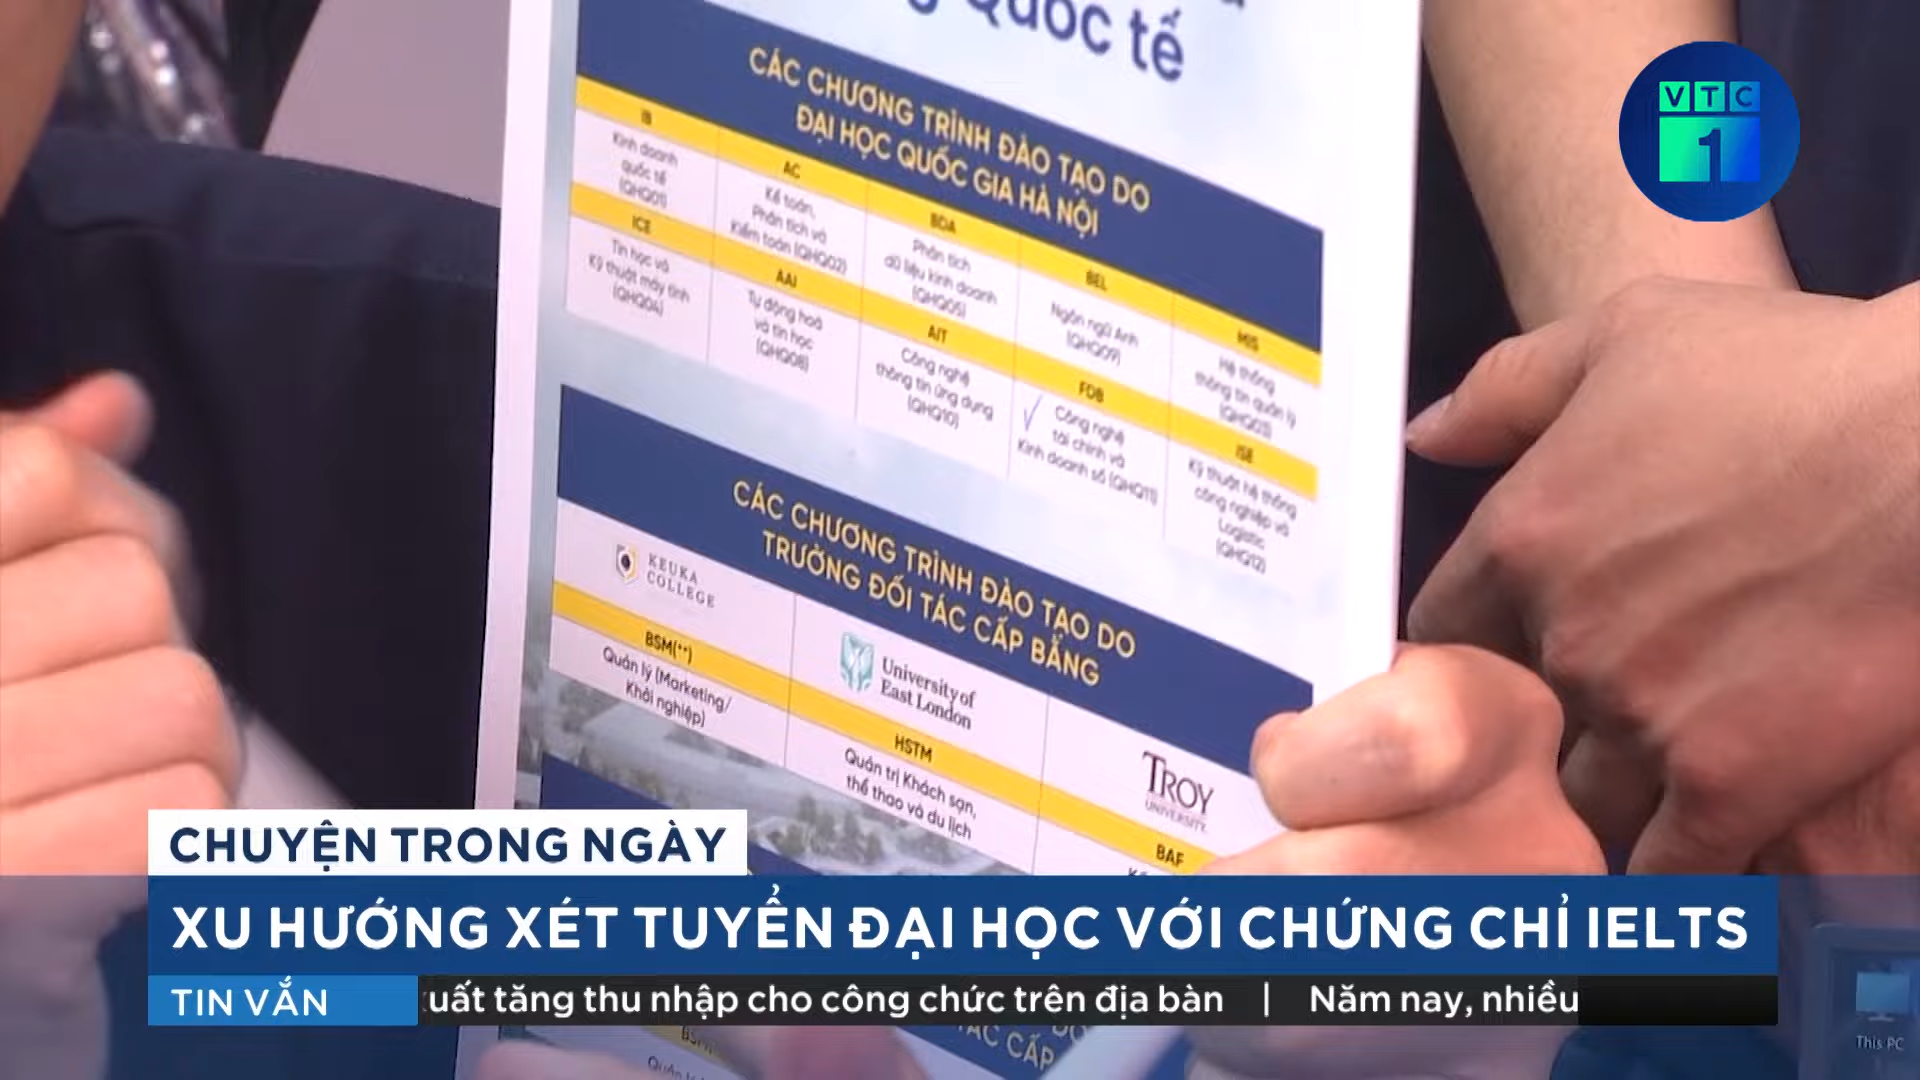 Quốc tế
CÁC CHƯƠNG TRÌNH ĐÀO TẠO DO
ĐẠI HỌC QUỐC GIA HÀ NỘI
IB
Kinh doanh
quốc tế
(QHQ01)
AC
Kế toán,
Phân tích và
Kiểm toán (QHQ02)
BDA
Phân tích
dữ liệu kinh doanh
(QHQ05)
BEL
Ngôn ngữ Anh
(QHQ09)
MIS
Hệ thống
thông tin quản lý
(QHQ03)
ICE
Tin học và
Kỹ thuật máy tính
(QHQ04)
AAI
Tự động hoá
và tin học
(QHQ08)
AIT
Công nghệ
thông tin ứng dụng
(QHQ10)
FDB
Công nghệ
tài chính và
Kinh doanh số (QHQ11)
ISE
Kỹ thuật hệ thống
công nghiệp và
Logistic
(QHQ12)
CÁC CHƯƠNG TRÌNH ĐÀO TẠO DO
TRƯỜNG ĐỐI TÁC CẤP BẰNG
KEUKA
COLLEGE
BSM(**)
Quản lý (Marketing/
Khởi nghiệp)
University of
East London
HSTM
Quản trị Khách sạn,
thể thao và du lịch
TROY
UNIVERSITY
BAF
VTC
1
CHUYỆN TRONG NGÀY
XU HƯỚNG XÉT TUYỂN ĐẠI HỌC VỚI CHỨNG CHỈ IELTS
TIN VẮN
xuất tăng thu nhập cho công chức trên địa bàn | Năm nay, nhiều
TÁC CẤP
This PC